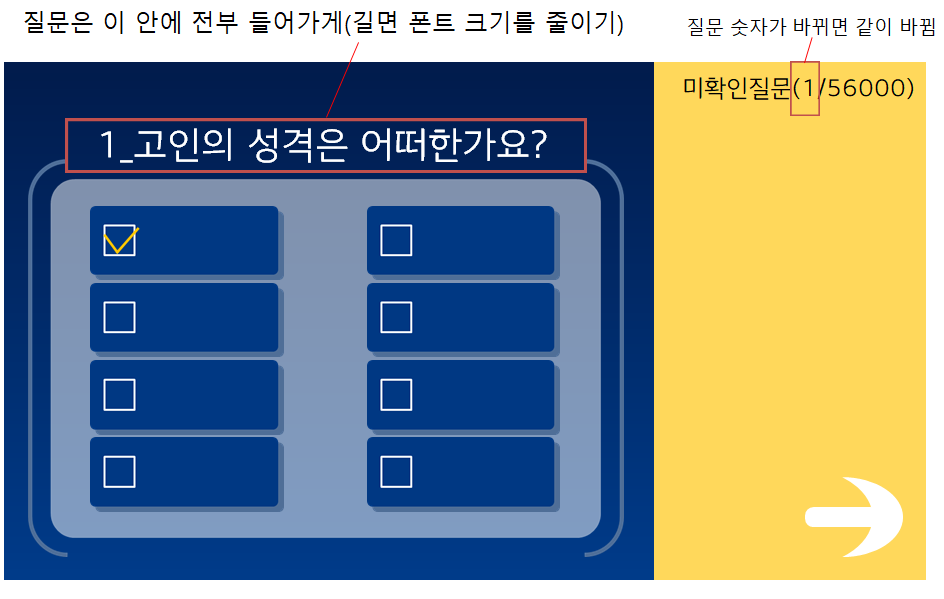 질문은 이 안에 전부 들어가게(길면 폰트 크기를 줄이기)
질문 숫자가 바뀌면 같이 바뀜
미확인질문(1/56000)
1_고인의 성격은 어떠한가요?